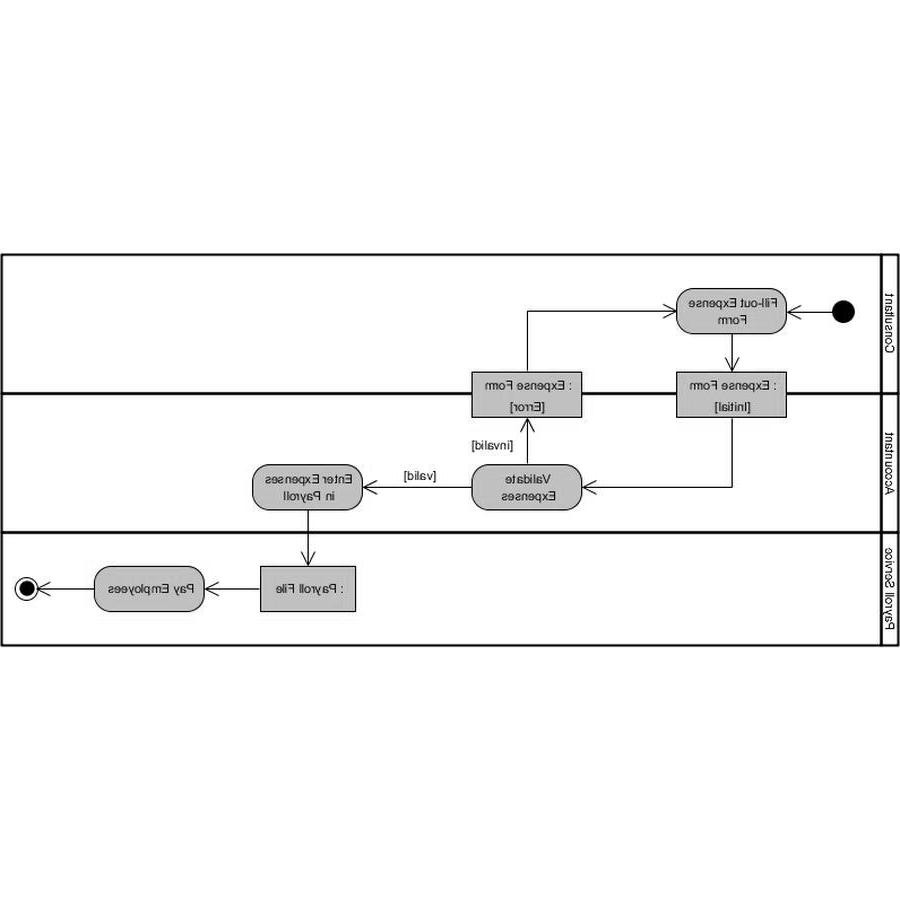 Consultant
Fill-out Expense
Form
: Expense Form
[Initial]
: Expense Form
[Error]
Accountant
[invalid]
Validate
Expenses
[valid]
Enter Expenses
in Payroll
Payroll Service
: Payroll File
Pay Employees